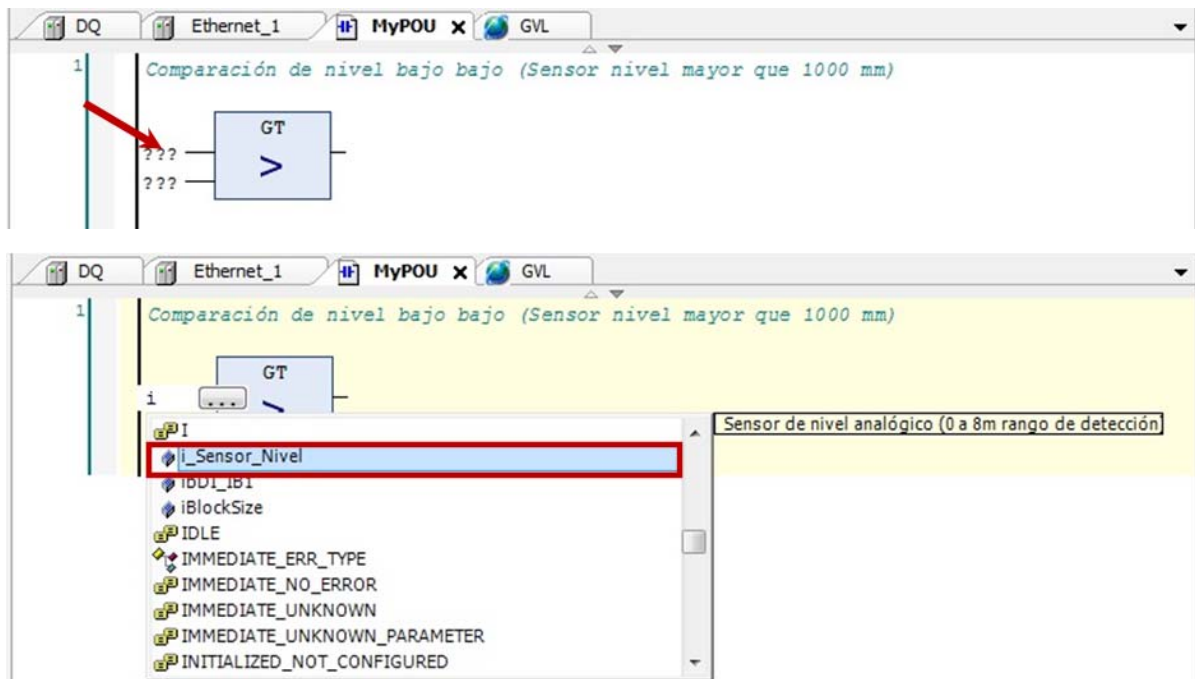 DQ Ethernet_1 MyPOU X GVL
1 Comparación de nivel bajo bajo (Sensor nivel mayor que 1000 mm)
GT
??? >
???
DQ Ethernet_1 MyPOU X GVL
1 Comparación de nivel bajo bajo (Sensor nivel mayor que 1000 mm)
GT
i ...
I Sensor de nivel analógico (0 a 8m rango de detección)
i_Sensor_Nivel
ibDI_IB1
iBlockSize
IDLE
IMMEDIATE_ERR_TYPE
IMMEDIATE_NO_ERROR
IMMEDIATE_UNKNOWN
IMMEDIATE_UNKNOWN_PARAMETER
INITIALIZED_NOT_CONFIGURED